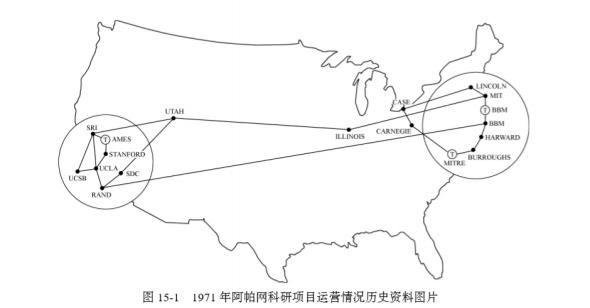 LINCOLN
MIT
CASE
T
BBM
UTAH
BBM
SRI
ILLINOIS
CARNEGIE
HARWARD
T
AMES
STANFORD
T
BURROUGHS
MITRE
UCLA
SDC
UCSB
RAND
图 15-1 1971 年阿帕网科研项目运营情况历史资料图片